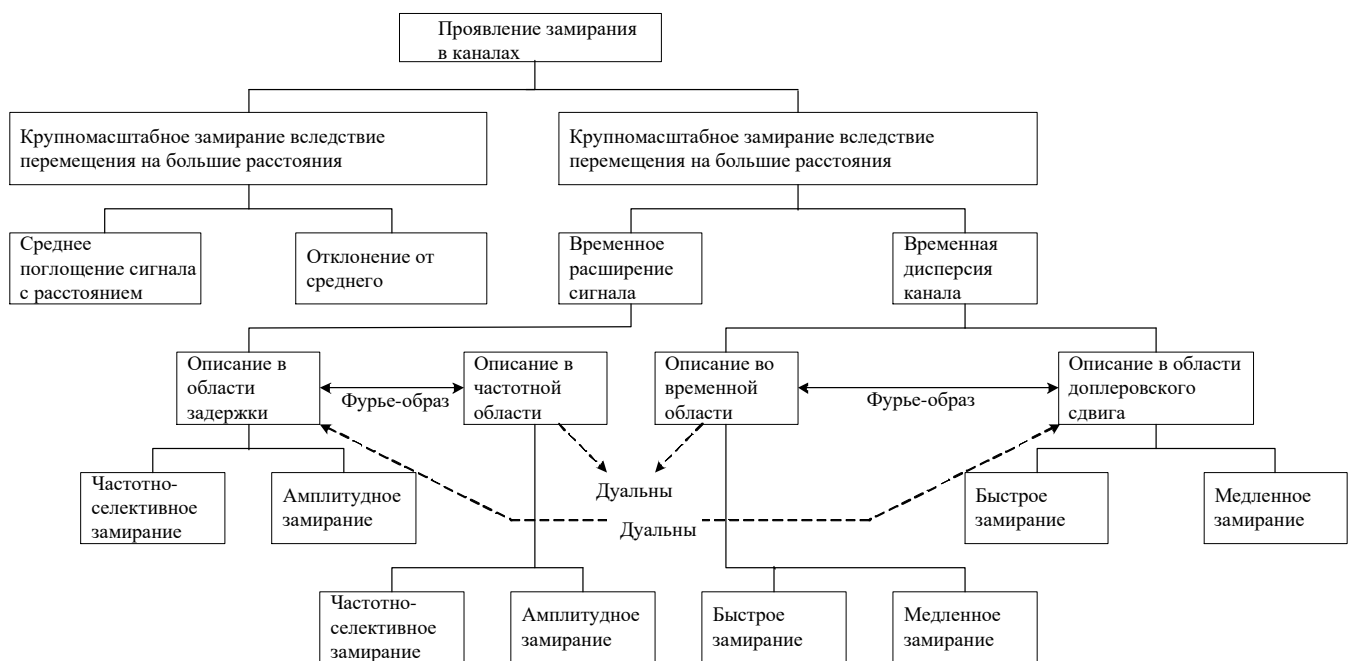 Проявление замирания
в каналах
Крупномасштабное замирание вследствие
перемещения на большие расстояния
Крупномасштабное замирание вследствие
перемещения на большие расстояния
Среднее
поглощение сигнала
с расстоянием
Отклонение от
среднего
Временное
расширение
сигнала
Временная
дисперсия
канала
Описание в
области
задержки
Фурье-образ
Описание в
частотной
области
Описание во
временной
области
Фурье-образ
Описание в области
доплеровского
сдвига
Частотно-
селективное
замирание
Амплитудное
замирание
Дуальны
Дуальны
Быстрое
замирание
Медленное
замирание
Частотно-
селективное
замирание
Амплитудное
замирание
Быстрое
замирание
Медленное
замирание